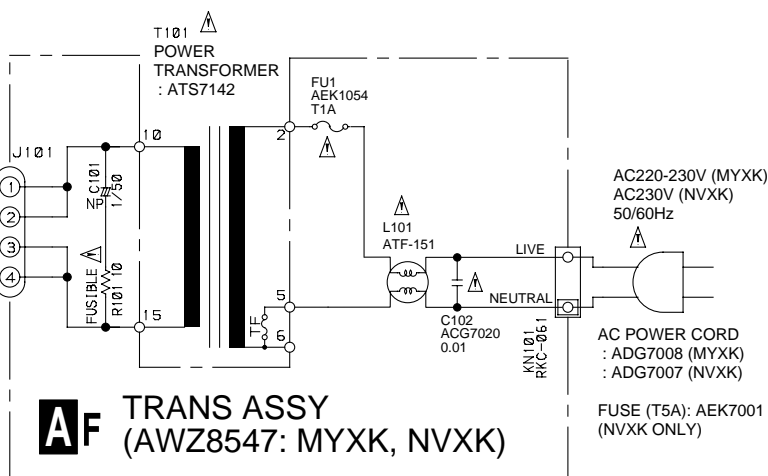 T101
POWER
TRANSFORMER
: ATS7142
FU1
AEK1054
T1A
J101
10
2
1
2
3
4
C101
NP
1/50
FUSIBLE
R101 10
15
5
TF
6
L101
ATF-151
LIVE
NEUTRAL
C102
ACG7020
0.01
KN101
RKC-061
AC220-230V (MYXK)
AC230V (NVXK)
50/60Hz
AC POWER CORD
: ADG7008 (MYXK)
: ADG7007 (NVXK)
FUSE (T5A): AEK7001
(NVXK ONLY)
A F TRANS ASSY
(AWZ8547: MYXK, NVXK)